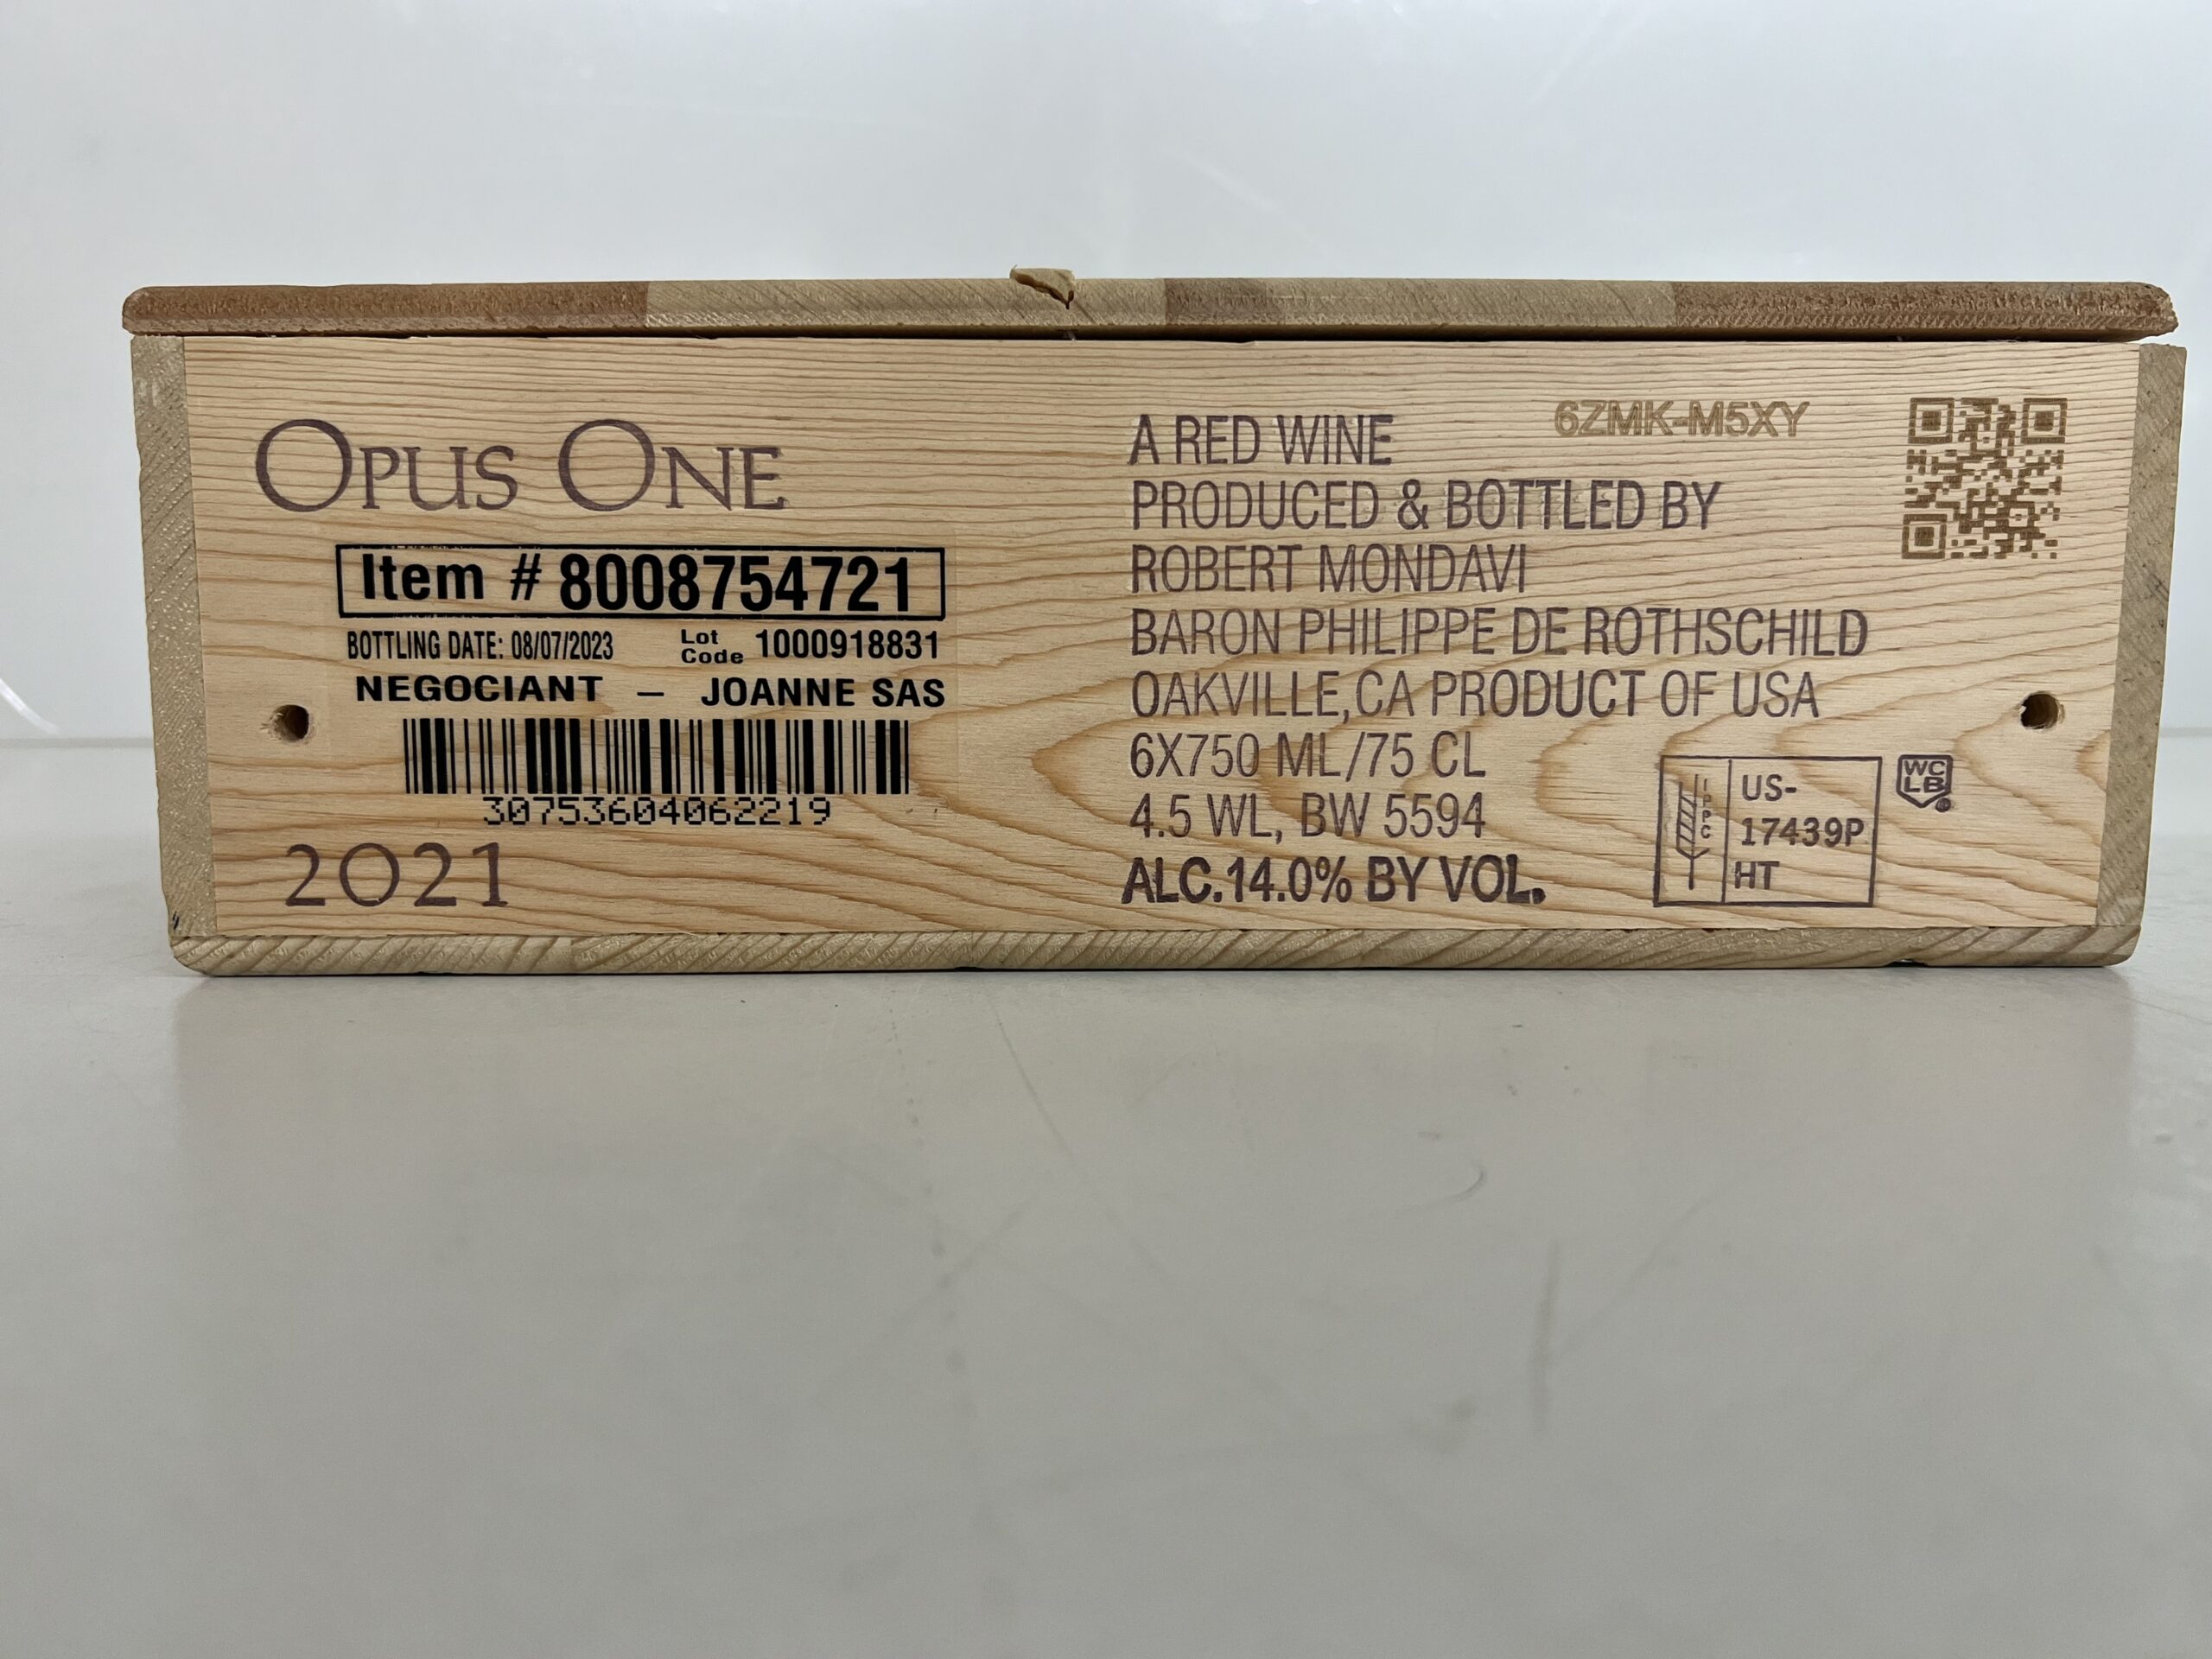 OPUS ONE
Item # 8008754721
BOTTLING DATE: 08/07/2023 Lot Code 1000918831
NEGOCIANT – JOANNE SAS
30753604062219
2021
6ZMK-M5XY
A RED WINE
PRODUCED & BOTTLED BY
ROBERT MONDAVI
BARON PHILIPPE DE ROTHSCHILD
OAKVILLE,CA PRODUCT OF USA
6X750 ML/75 CL
4.5 WL, BW 5594
ALC.14.0% BY VOL.
IPPC
US-
17439P
HT
WC
LB